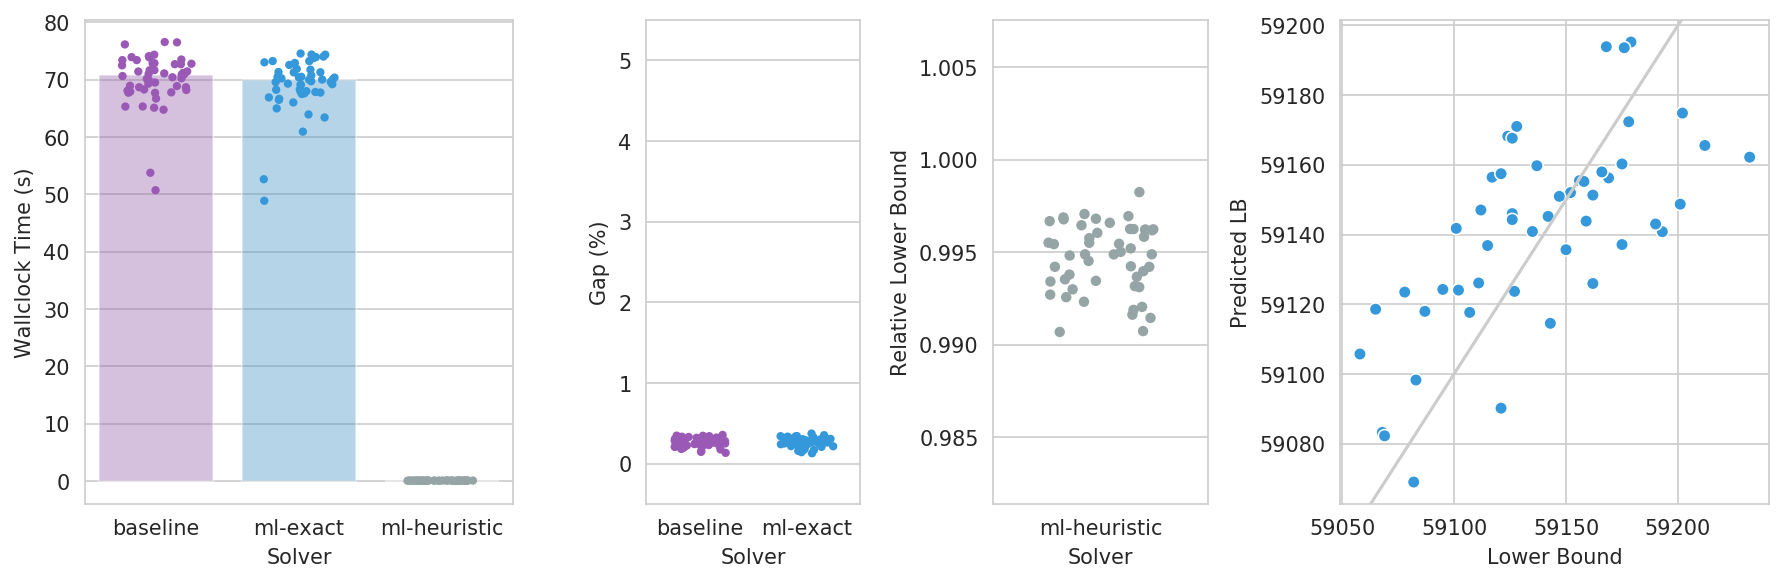 Wallclock Time (s)
80
70
60
50
40
30
20
10
0
baseline
ml-exact
ml-heuristic
Solver
Gap (%)
5
4
3
2
1
0
baseline
ml-exact
Solver
Relative Lower Bound
1.005
1.000
0.995
0.990
0.985
ml-heuristic
Solver
Predicted LB
59200
59180
59160
59140
59120
59100
59080
59050
59100
59150
59200
Lower Bound